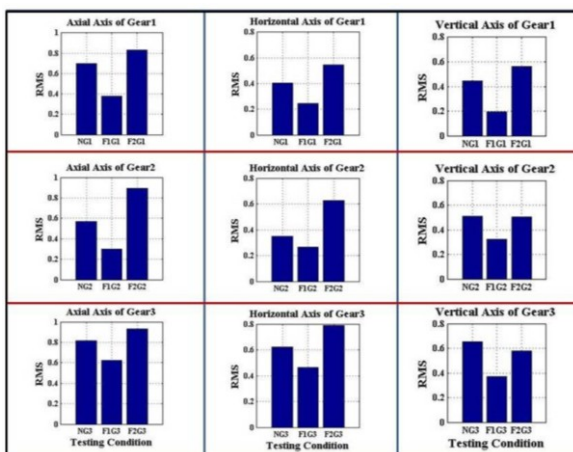 Axial Axis of Gear1
RMS
1
0.8
0.6
0.4
0.2
0
NG1 F1G1 F2G1
Horizontal Axis of Gear1
RMS
0.8
0.6
0.4
0.2
0
NG1 F1G1 F2G1
Vertical Axis of Gear1
RMS
0.8
0.6
0.4
0.2
0
NG1 F1G1 F2G1
Axial Axis of Gear2
RMS
1
0.8
0.6
0.4
0.2
0
NG2 F1G2 F2G2
Horizontal Axis of Gear2
RMS
0.8
0.6
0.4
0.2
0
NG2 F1G2 F2G2
Vertical Axis of Gear2
RMS
0.8
0.6
0.4
0.2
0
NG2 F1G2 F2G2
Axial Axis of Gear3
RMS
1
0.8
0.6
0.4
0.2
0
NG3 F1G3 F2G3
Testing Condition
Horizontal Axis of Gear3
RMS
0.8
0.6
0.4
0.2
0
NG3 F1G3 F2G3
Testing Condition
Vertical Axis of Gear3
RMS
0.8
0.6
0.4
0.2
0
NG3 F1G3 F2G3
Testing Condition